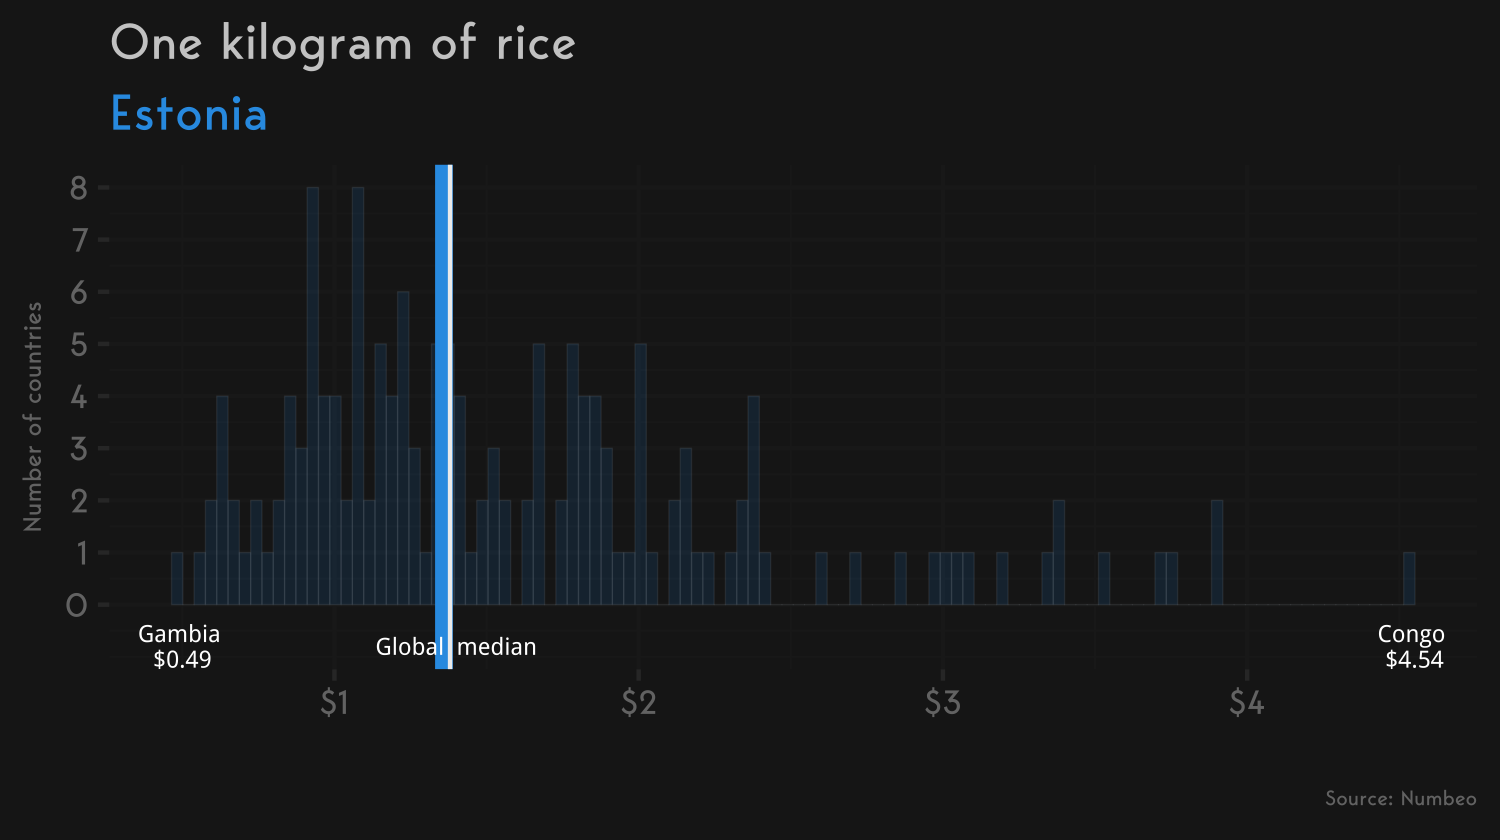 One kilogram of rice
Estonia
Number of countries
8
7
6
5
4
3
2
1
0
Gambia
$0.49
Global median
Congo
$4.54
$1
$2
$3
$4
Source: Numbeo